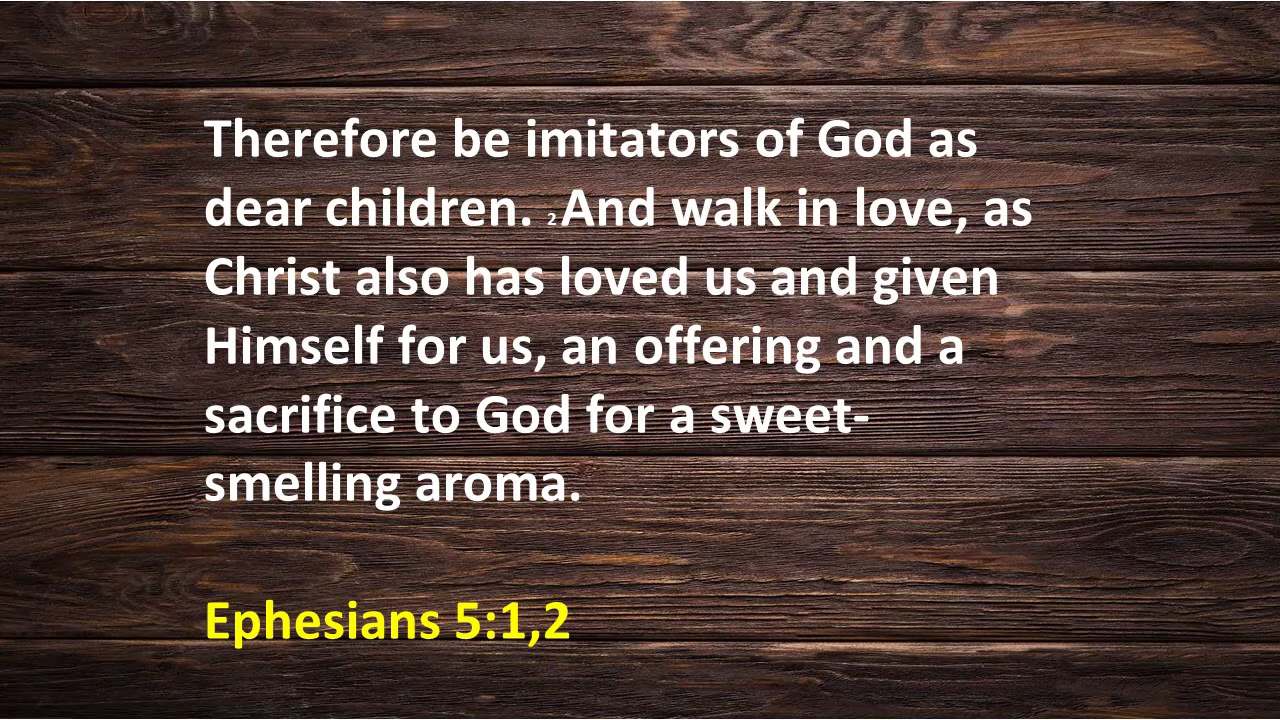 Therefore be imitators of God as
dear children. 2 And walk in love, as
Christ also has loved us and given
Himself for us, an offering and a
sacrifice to God for a sweet-
smelling aroma.
Ephesians 5:1,2